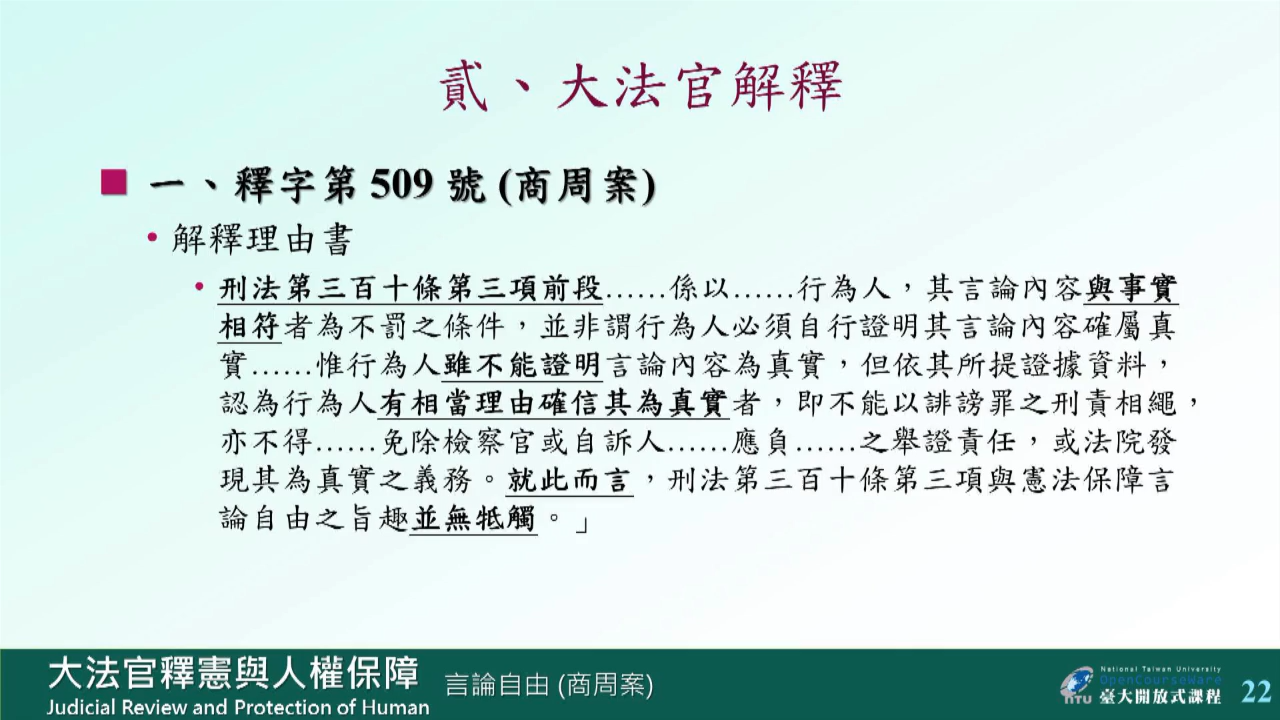 貳、大法官解釋
一、釋字第 509 號 (商周案)
解釋理由書
刑法第三百十條第三項前段……係以……行為人，其言論內容與事實
相符者為不罰之條件，並非謂行為人必須自行證明其言論內容確屬真
實……惟行為人雖不能證明言論內容為真實，但依其所提證據資料，
認為行為人有相當理由確信其為真實者，即不能以誹謗罪之刑責相繩，
亦不得……免除檢察官或自訴人……應負……之舉證責任，或法院發
現其為真實之義務。就此而言，刑法第三百十條第三項與憲法保障言
論自由之旨趣並無牴觸。」
大法官釋憲與人權保障 言論自由 (商周案)
Judicial Review and Protection of Human
National Taiwan University
OpenCourseWare
NTU 臺大開放式課程 22